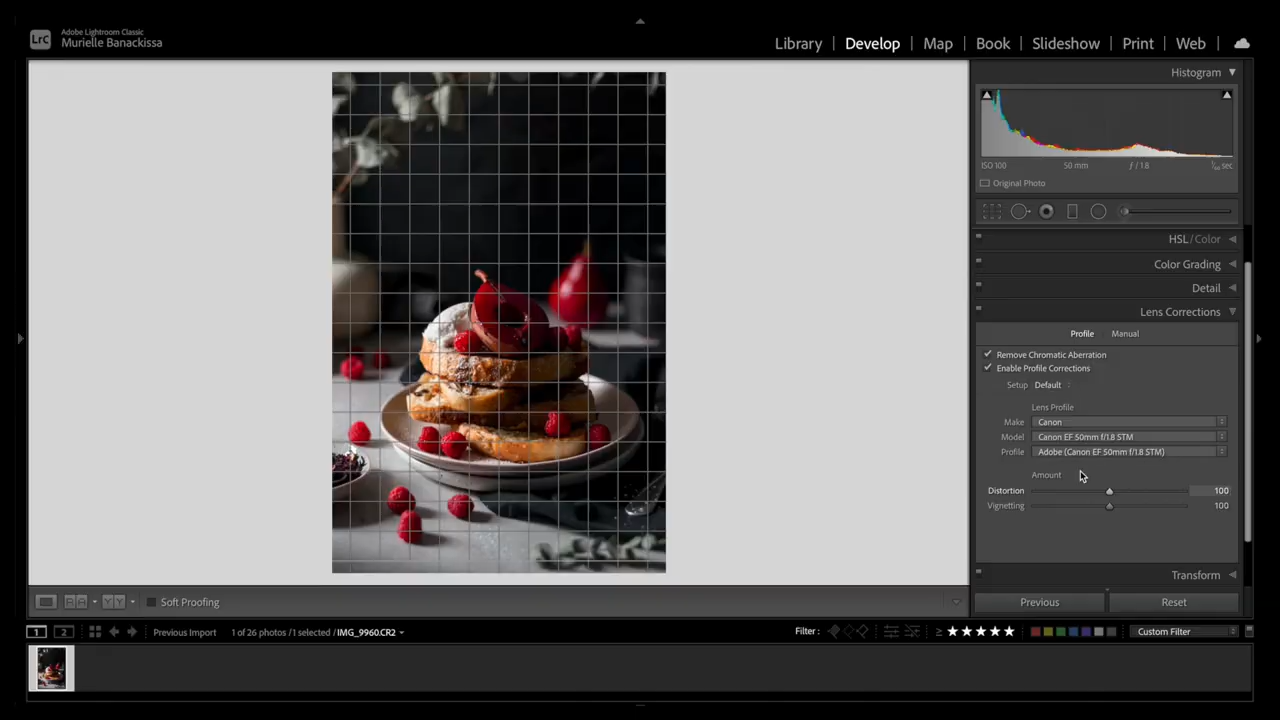 Lrc
Adobe Lightroom Classic
Murielle Banackissa
Library
Develop
Map
Book
Slideshow
Print
Web
Histogram
ISO 100
50 mm
ƒ / 1.8
sec
Original Photo
HSL / Color
Color Grading
Detail
Lens Corrections
Profile Manual
Remove Chromatic Aberration
Enable Profile Corrections
Setup Default
Lens Profile
Make Canon
Model Canon EF 50mm f/1.8 STM
Profile Adobe (Canon EF 50mm f/1.8 STM)
Amount
Distortion 100
Vignetting 100
Transform
Previous
Reset
Soft Proofing
1 2 Previous Import 1 of 26 photos / 1 selected / IMG_9960.CR2
Filter : ≥ ★★★★★ Custom Filter